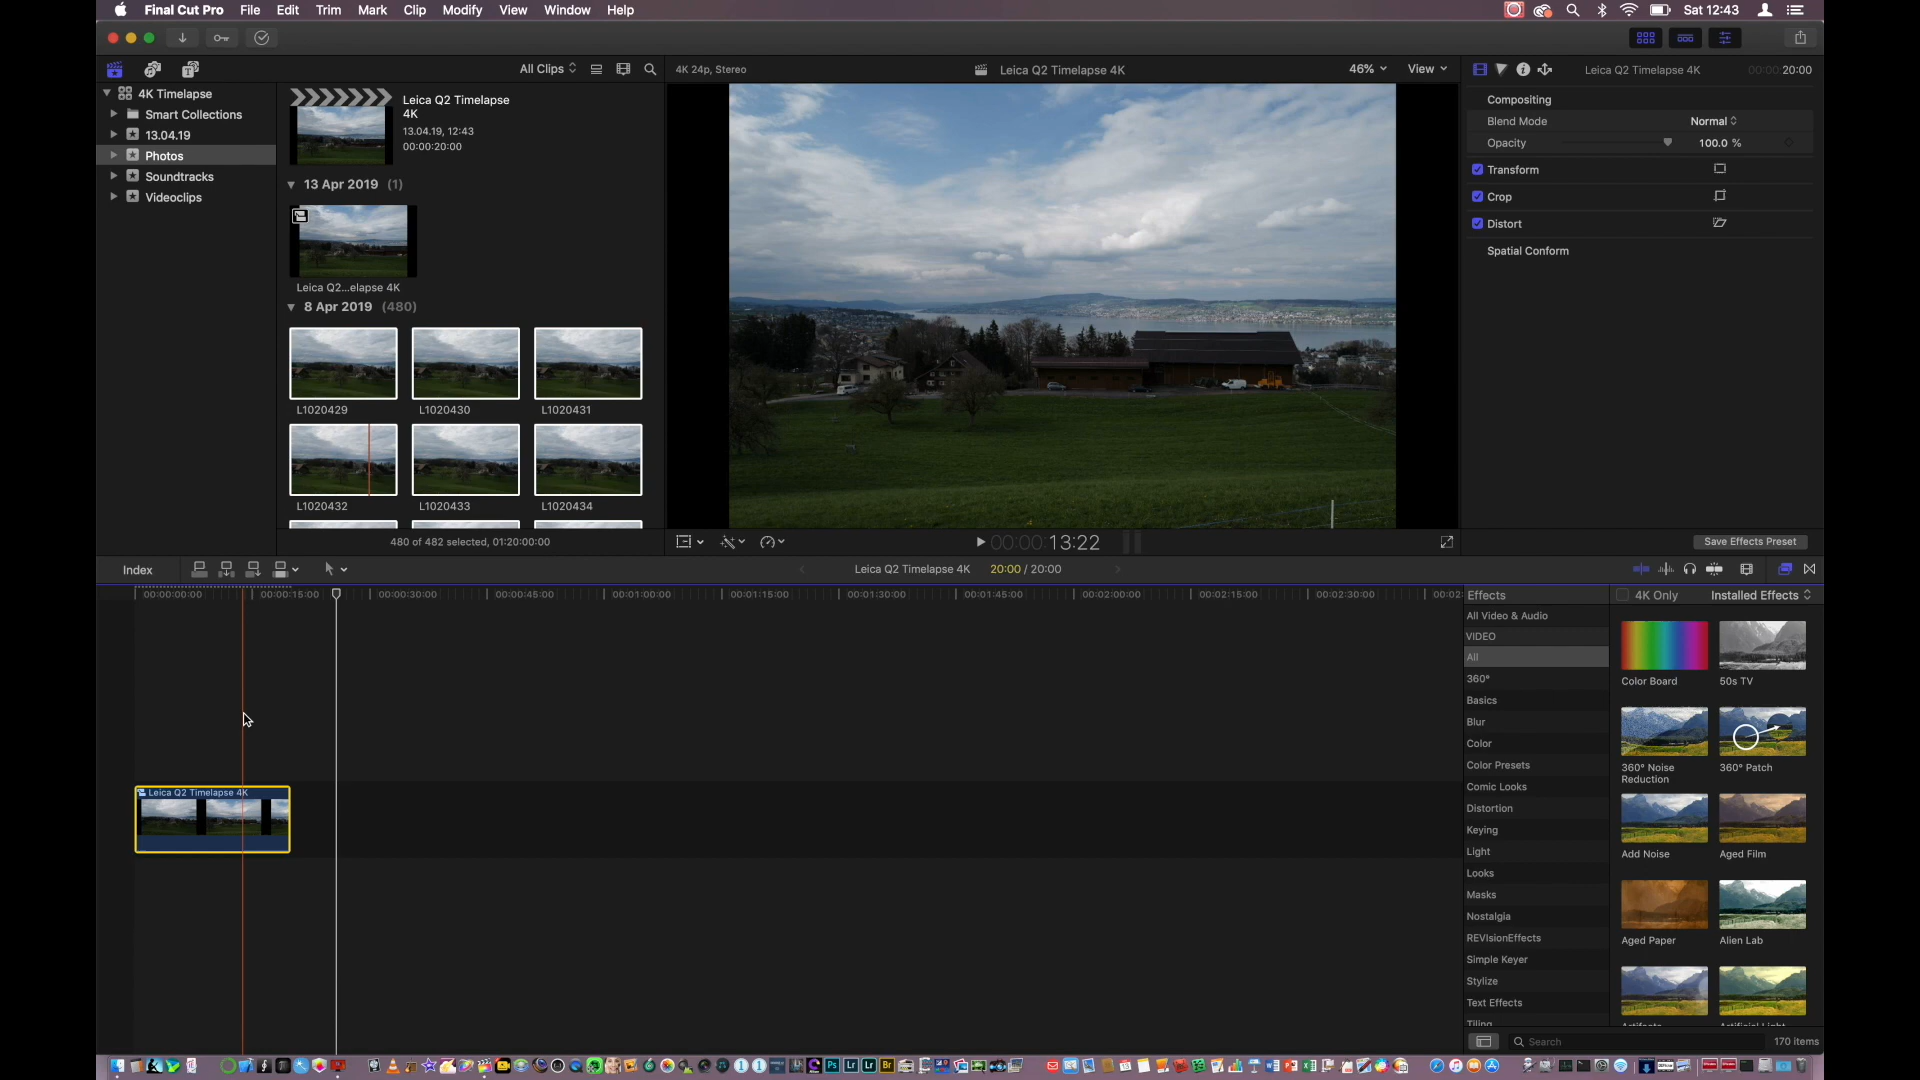 Final Cut Pro File Edit Trim Mark Clip Modify View Window Help
Sat 12:43
All Clips
4K 24p, Stereo
Leica Q2 Timelapse 4K
46%
View
Leica Q2 Timelapse 4K
00:00:20:00
4K Timelapse
Smart Collections
13.04.19
Photos
Soundtracks
Videoclips
Leica Q2 Timelapse
4K
13.04.19, 12:43
00:00:20:00
13 Apr 2019 (1)
Leica Q2...elapse 4K
8 Apr 2019 (480)
L1020429 L1020430 L1020431
L1020432 L1020433 L1020434
480 of 482 selected, 01:20:00:00
00:00:13:22
Compositing
Blend Mode Normal
Opacity 100.0 %
Transform
Crop
Distort
Spatial Conform
Save Effects Preset
Index
Leica Q2 Timelapse 4K 20:00 / 20:00
00:00:00:00 00:00:15:00 00:00:30:00 00:00:45:00 00:01:00:00 00:01:15:00 00:01:30:00 00:01:45:00 00:02:00:00 00:02:15:00 00:02:30:00 00:02:
Leica Q2 Timelapse 4K
Effects
4K Only
Installed Effects
All Video & Audio
VIDEO
All
360°
Basics
Blur
Color
Color Presets
Comic Looks
Distortion
Keying
Light
Looks
Masks
Nostalgia
REVisionEffects
Simple Keyer
Stylize
Text Effects
Tiling
Color Board 50s TV
360° Noise
Reduction
360° Patch
Add Noise Aged Film
Aged Paper Alien Lab
Artifacts Artificial Light
Search
170 items